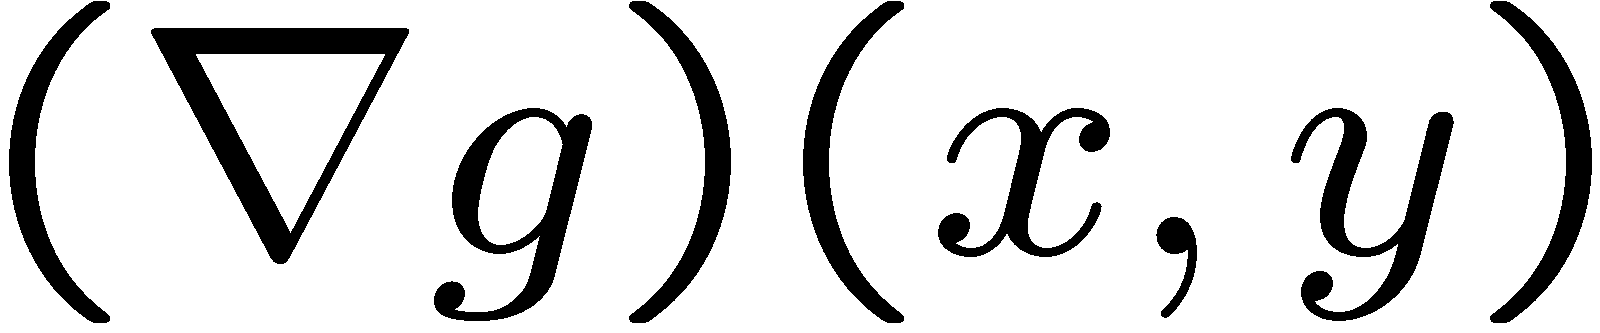 (∇g)(x, y)